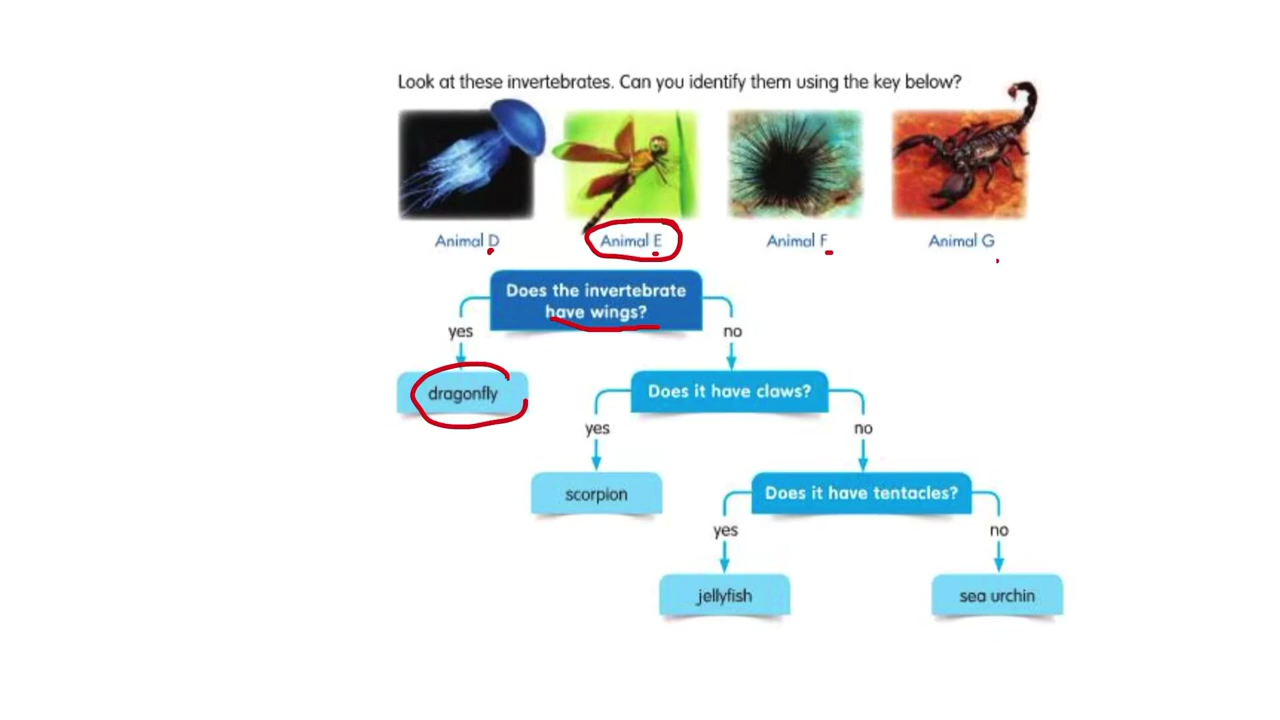 Look at these invertebrates. Can you identify them using the key below?
Animal D
Animal E
Animal F
Animal G
Does the invertebrate
have wings?
yes
no
dragonfly
Does it have claws?
yes
no
scorpion
Does it have tentacles?
yes
no
jellyfish
sea urchin